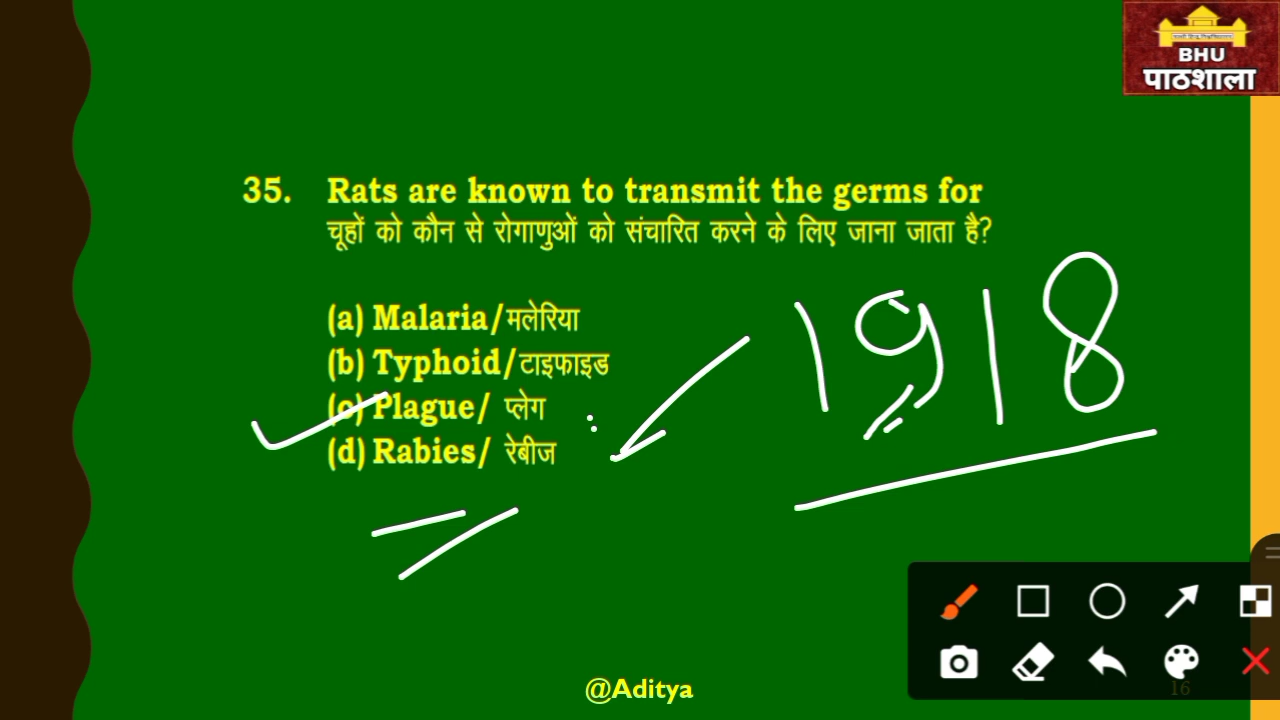 BHU
पाठशाला
35. Rats are known to transmit the germs for
चूहों को कौन से रोगाणुओं को संचारित करने के लिए जाना जाता है?
(a) Malaria/मलेरिया
(b) Typhoid/टाइफाइड
(c) Plague/ प्लेग
(d) Rabies/ रेबीज
1918
@Aditya
16